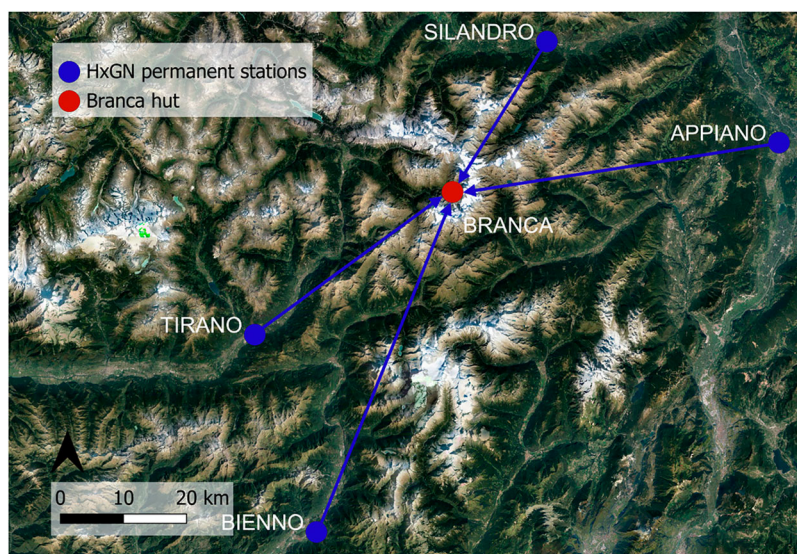 SILANDRO
HxGN permanent stations
Branca hut
APPIANO
BRANCA
TIRANO
0 10 20 km
BIENNO